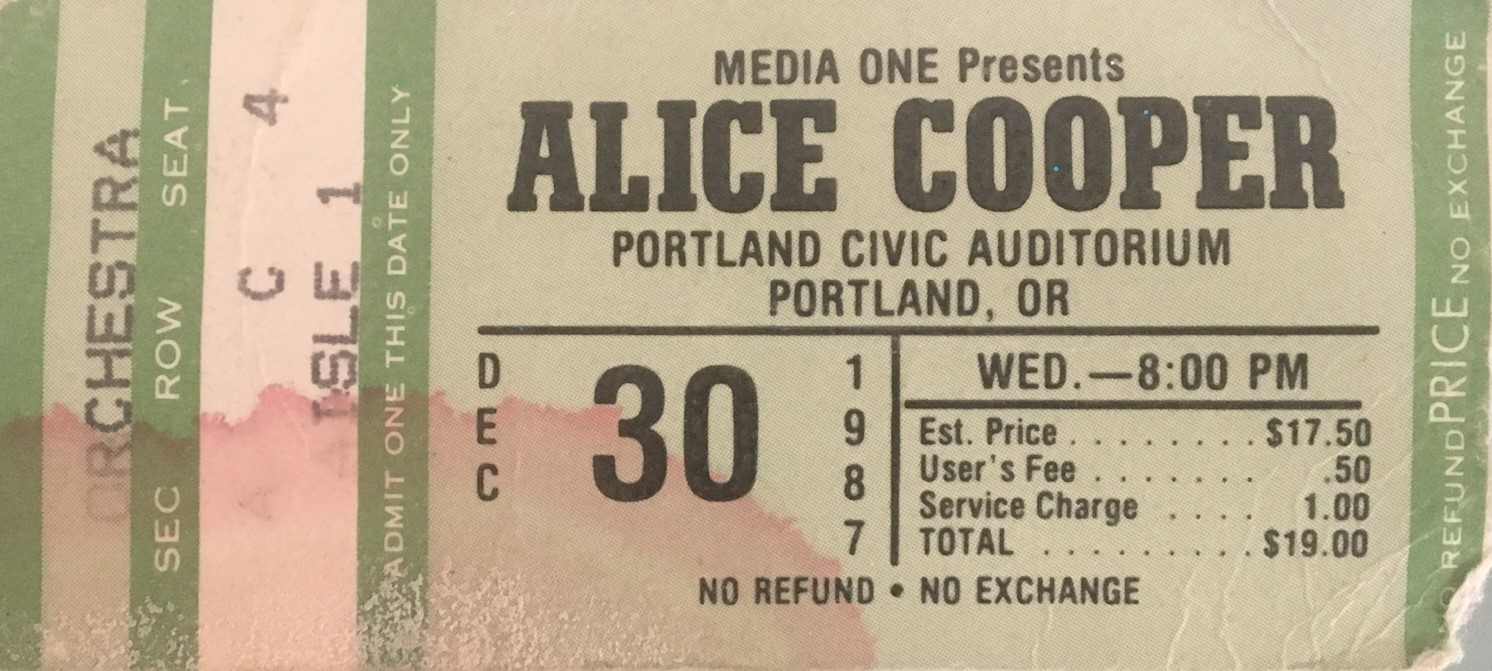 ORCHESTRA
SEC ROW SEAT
C 4
AISLE 1
ADMIT ONE THIS DATE ONLY
MEDIA ONE Presents
ALICE COOPER
PORTLAND CIVIC AUDITORIUM
PORTLAND, OR
DEC 30 1987
WED.—8:00 PM
Est. Price . . . . . . . . $17.50
User's Fee . . . . . . . .50
Service Charge . . . . 1.00
TOTAL . . . . . . . . . . $19.00
NO REFUND • NO EXCHANGE
NO REFUND PRICE NO EXCHANGE